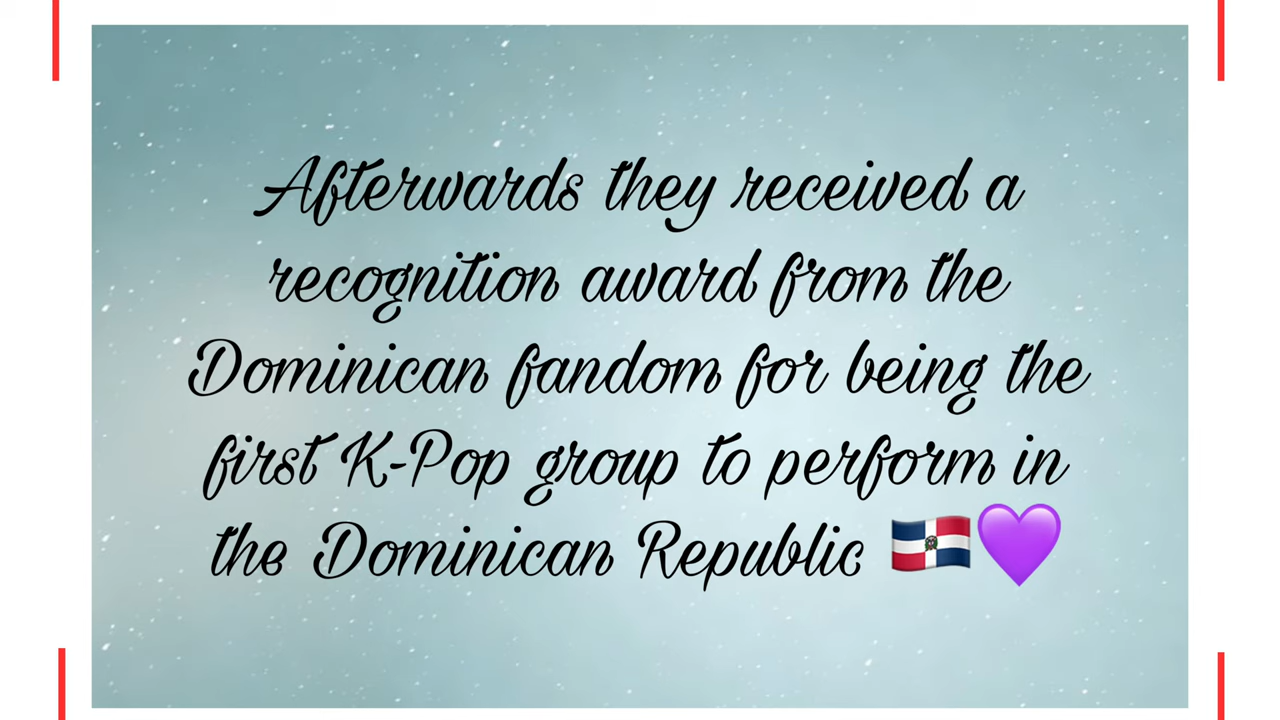 Afterwards they received a
recognition award from the
Dominican fandom for being the
first K-Pop group to perform in
the Dominican Republic 🇩🇴💜